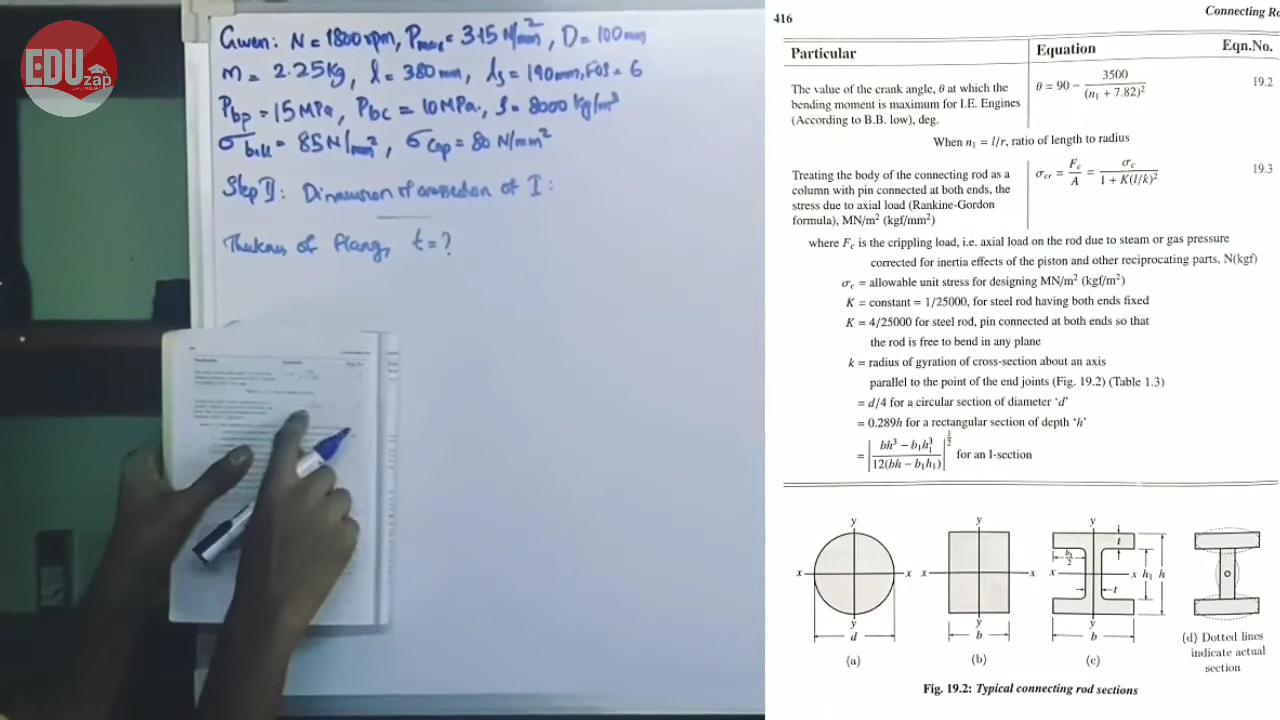 EDU
zap
Given: N = 1800 rpm, Pmax = 3.15 N/mm², D = 100 mm
m = 2.25 kg, l = 380 mm, ls = 190 mm, FOS = 6
Pbp = 15 MPa, Pbc = 10 MPa., ρ = 8000 kg/m³
σbolt = 85 N/mm², σcap = 80 N/mm²
Step II: Dimension of crossection of I:
Thicknes of Flang, t = ?
416
Connecting Ro
Particular Equation Eqn.No.
The value of the crank angle, θ at which the
bending moment is maximum for I.E. Engines
(According to B.B. low), deg.
θ = 90 − 3500/(n₁ + 7.82)² 19.2
When n₁ = l/r, ratio of length to radius
Treating the body of the connecting rod as a
column with pin connected at both ends, the
stress due to axial load (Rankine-Gordon
formula), MN/m² (kgf/mm²)
σcr = Fc/A = σc/1 + K(l/k)² 19.3
where Fc is the crippling load, i.e. axial load on the rod due to steam or gas pressure
corrected for inertia effects of the piston and other reciprocating parts, N(kgf)
σc = allowable unit stress for designing MN/m² (kgf/m²)
K = constant = 1/25000, for steel rod having both ends fixed
K = 4/25000 for steel rod, pin connected at both ends so that
the rod is free to bend in any plane
k = radius of gyration of cross-section about an axis
parallel to the point of the end joints (Fig. 19.2) (Table 1.3)
= d/4 for a circular section of diameter ‘d’
= 0.289h for a rectangular section of depth ‘h’
= |bh³ − b₁h₁³/12(bh − b₁h₁)|^1/2 for an I-section
y y y
t
b₁/2
x x x x x x h₁ h
t
y y y
d b b
(a) (b) (c)
(d) Dotted lines
indicate actual
section
Fig. 19.2: Typical connecting rod sections